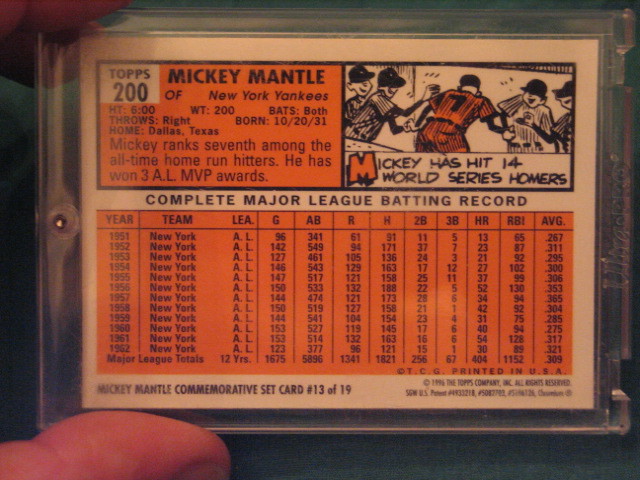 TOPPS
200
MICKEY MANTLE
OF New York Yankees
HT: 6:00 WT: 200 BATS: Both
THROWS: Right BORN: 10/20/31
HOME: Dallas, Texas
Mickey ranks seventh among the
all-time home run hitters. He has
won 3 A.L. MVP awards.
7
MICKEY HAS HIT 14
WORLD SERIES HOMERS
COMPLETE MAJOR LEAGUE BATTING RECORD
YEAR TEAM LEA. G AB R H 2B 3B HR RBI AVG.
1951 New York A. L. 96 341 61 91 11 5 13 65 .267
1952 New York A. L. 142 549 94 171 37 7 23 87 .311
1953 New York A. L. 127 461 105 136 24 3 21 92 .295
1954 New York A. L. 146 543 129 163 17 12 27 102 .300
1955 New York A. L. 147 517 121 158 25 11 37 99 .306
1956 New York A. L. 150 533 132 188 22 5 52 130 .353
1957 New York A. L. 144 474 121 173 28 6 34 94 .365
1958 New York A. L. 150 519 127 158 21 1 42 92 .304
1959 New York A. L. 144 541 104 154 23 4 31 75 .285
1960 New York A. L. 153 527 119 145 17 6 40 94 .275
1961 New York A. L. 153 514 132 163 16 6 54 128 .317
1962 New York A. L. 123 377 96 121 15 1 30 89 .321
Major League Totals 12 Yrs. 1675 5896 1341 1821 256 67 404 1152 .309
©T.C.G. PRINTED IN U.S.A.
MICKEY MANTLE COMMEMORATIVE SET CARD #13 of 19
© 1996 THE TOPPS COMPANY, INC. ALL RIGHTS RESERVED.